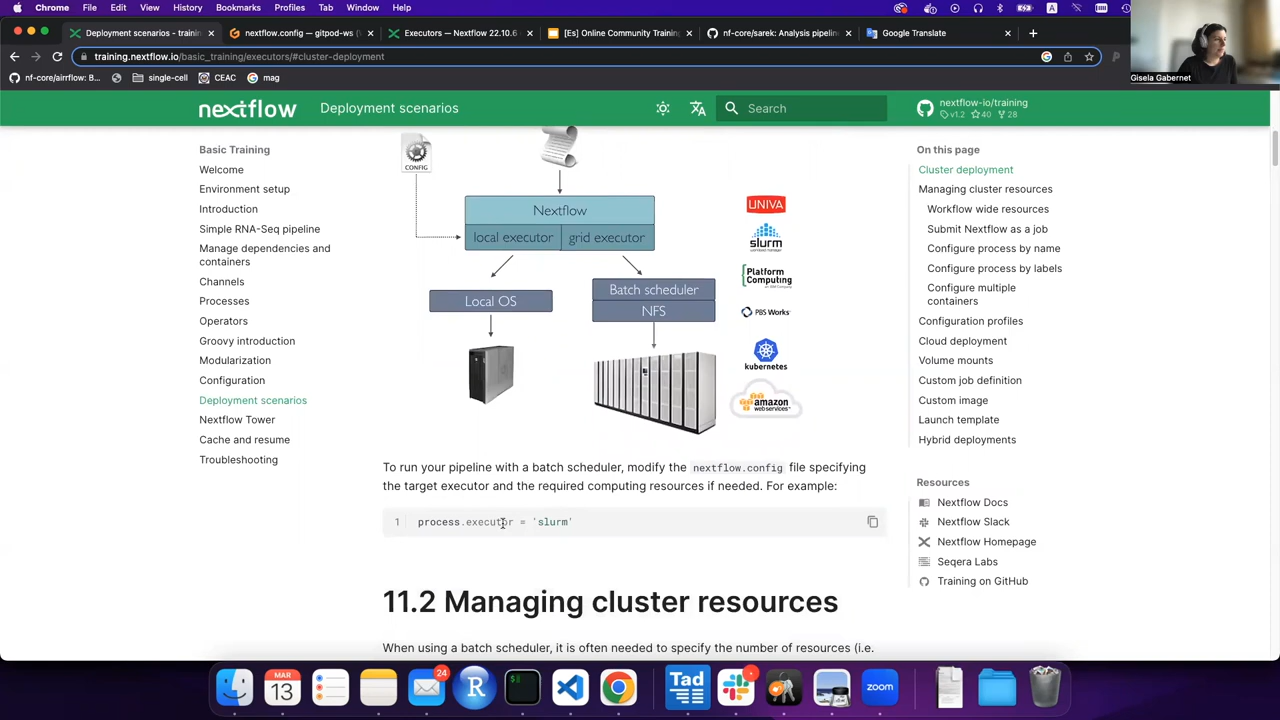 Chrome File Edit View History Bookmarks Profiles Tab Window Help
Deployment scenarios - trainin
nextflow.config — gitpod-ws (W
Executors — Nextflow 22.10.6
[Es] Online Community Training
nf-core/sarek: Analysis pipeline
Google Translate
training.nextflow.io/basic_training/executors/#cluster-deployment
nf-core/airrflow: B...
single-cell
CEAC
mag
Gisela Gabernet
nextflow
Deployment scenarios
Search
nextflow-io/training
v1.2 40 28
Basic Training
Welcome
Environment setup
Introduction
Simple RNA-Seq pipeline
Manage dependencies and
containers
Channels
Processes
Operators
Groovy introduction
Modularization
Configuration
Deployment scenarios
Nextflow Tower
Cache and resume
Troubleshooting
CONFIG
Nextflow
local executor
grid executor
Local OS
Batch scheduler
NFS
UNIVA
slurm
workload manager
Platform
Computing
PBS Works
kubernetes
amazon
web services
To run your pipeline with a batch scheduler, modify the nextflow.config file specifying
the target executor and the required computing resources if needed. For example:
1 process.executor = 'slurm'
11.2 Managing cluster resources
When using a batch scheduler, it is often needed to specify the number of resources (i.e.
On this page
Cluster deployment
Managing cluster resources
Workflow wide resources
Submit Nextflow as a job
Configure process by name
Configure process by labels
Configure multiple
containers
Configuration profiles
Cloud deployment
Volume mounts
Custom job definition
Custom image
Launch template
Hybrid deployments
Resources
Nextflow Docs
Nextflow Slack
Nextflow Homepage
Seqera Labs
Training on GitHub
MAR
13
24
R
Tad
zoom